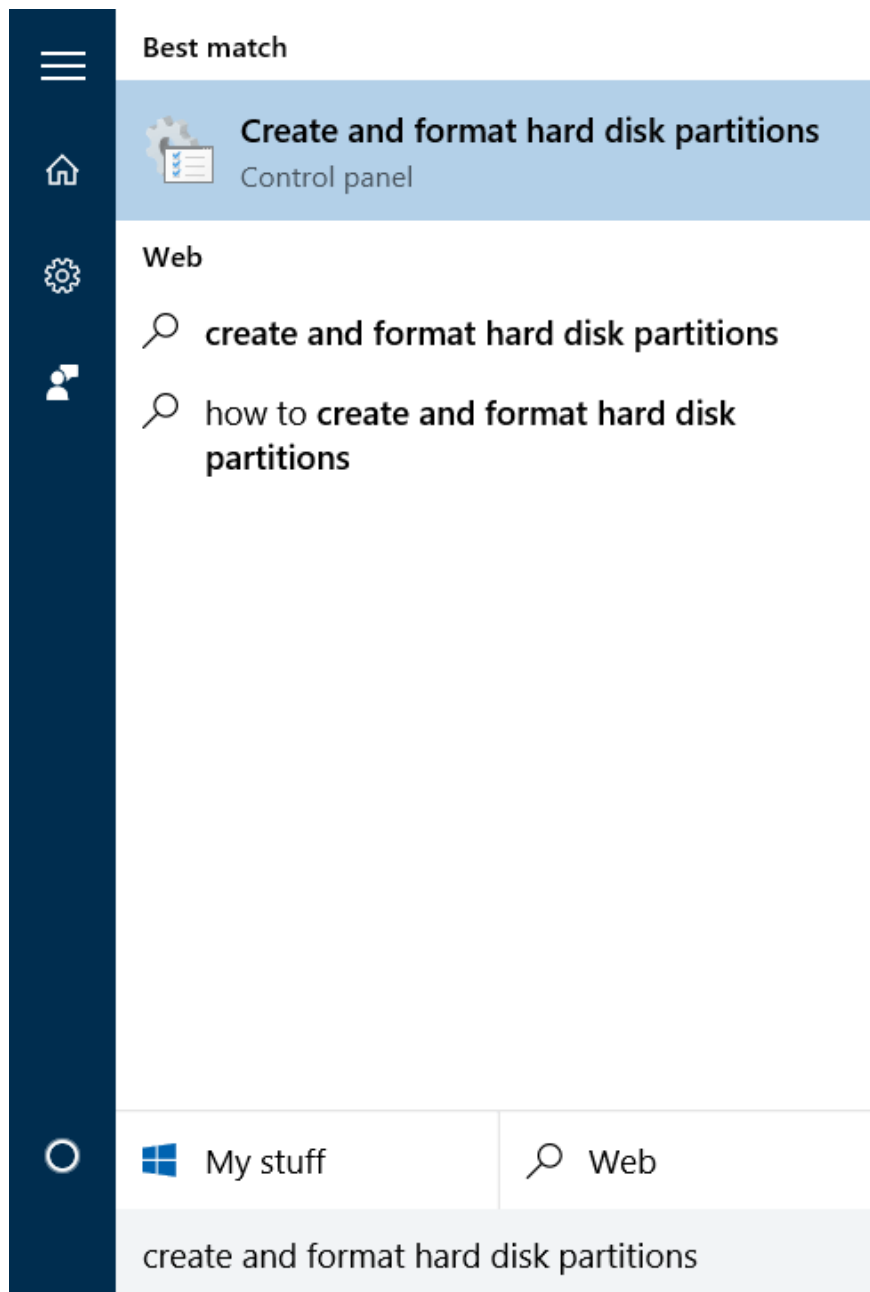 Best match
Create and format hard disk partitions
Control panel
Web
create and format hard disk partitions
how to create and format hard disk
partitions
My stuff
Web
create and format hard disk partitions